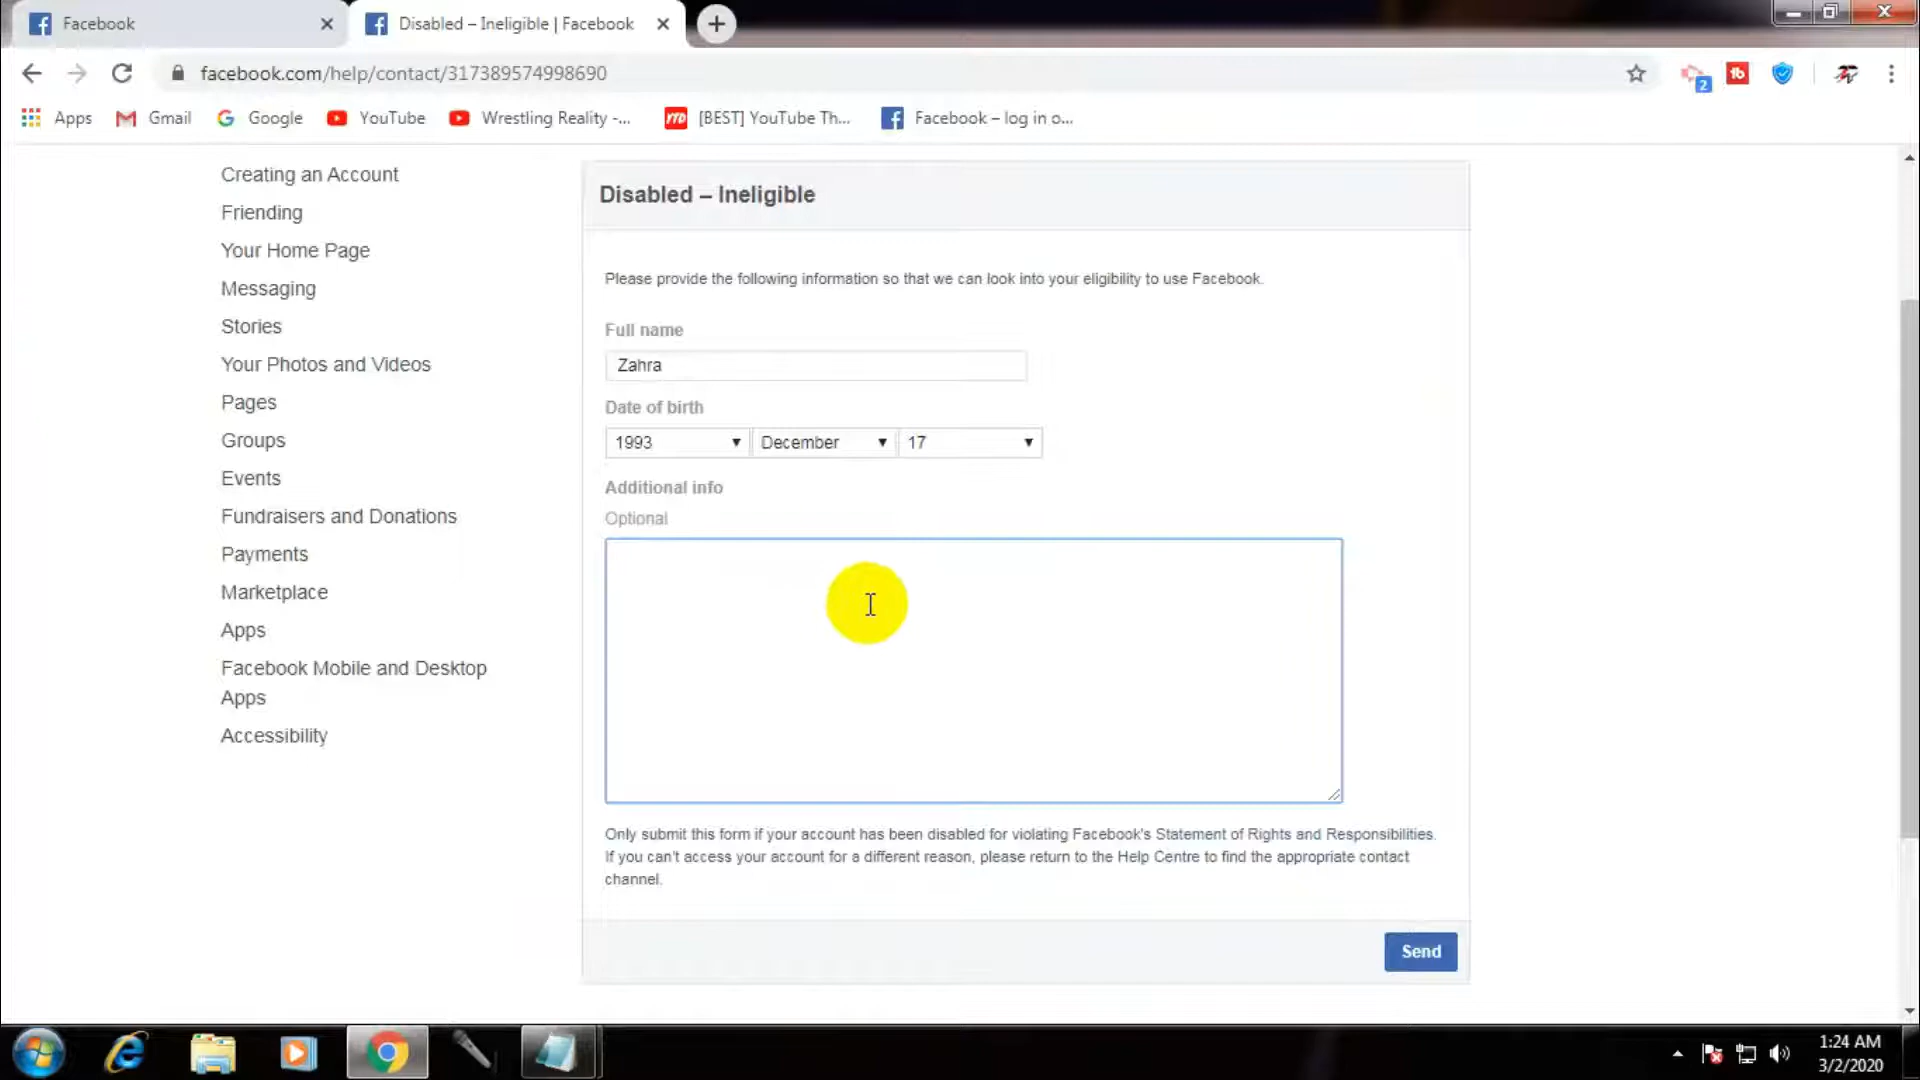 Facebook
Disabled – Ineligible | Facebook
facebook.com/help/contact/317389574998690
2
Apps
Gmail
Google
YouTube
Wrestling Reality -...
[BEST] YouTube Th...
Facebook – log in o...
Creating an Account
Friending
Your Home Page
Messaging
Stories
Your Photos and Videos
Pages
Groups
Events
Fundraisers and Donations
Payments
Marketplace
Apps
Facebook Mobile and Desktop
Apps
Accessibility
Disabled – Ineligible
Please provide the following information so that we can look into your eligibility to use Facebook.
Full name
Zahra
Date of birth
1993 December 17
Additional info
Optional
Only submit this form if your account has been disabled for violating Facebook's Statement of Rights and Responsibilities.
If you can't access your account for a different reason, please return to the Help Centre to find the appropriate contact
channel.
Send
1:24 AM
3/2/2020